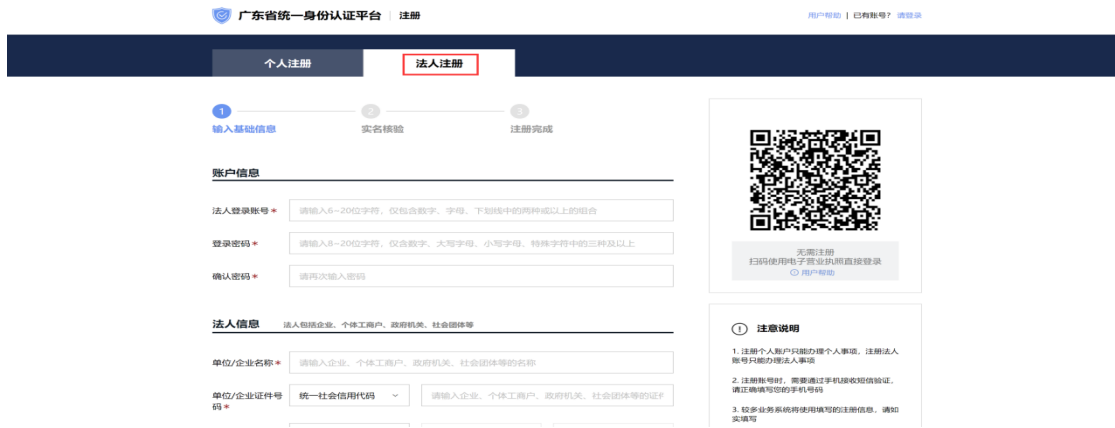 广东省统一身份认证平台 | 注册
用户帮助 | 已有账号? 请登录
个人注册
法人注册
1
2
3
输入基础信息
实名核验
注册完成
账户信息
法人登录账号*
请输入6-20位字符，仅包含数字、字母、下划线中的两种或以上的组合
登录密码*
请输入8-20位字符，仅含数字、大写字母、小写字母、特殊字符中的三种及以上
确认密码*
请再次输入密码
法人信息 法人包括企业、个体工商户、政府机关、社会团体等
单位/企业名称*
请输入企业、个体工商户、政府机关、社会团体等的名称
单位/企业证件号
码*
统一社会信用代码
请输入企业、个体工商户、政府机关、社会团体等的证件
无需注册
扫码使用电子营业执照直接登录
用户帮助
注意说明
1. 注册个人账户只能办理个人事项，注册法人
账号只能办理法人事项
2. 注册账号时，需要通过手机接收短信验证，
请正确填写您的手机号码
3. 较多业务系统将使用填写的注册信息，请如
实填写